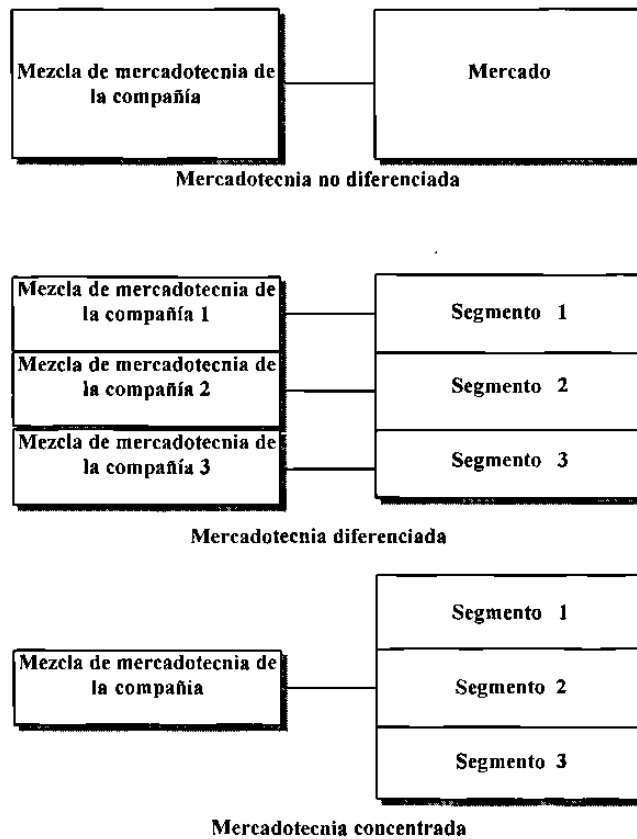 Mezcla de mercadotecnia de
la compañía
Mercado
Mercadotecnia no diferenciada
Mezcla de mercadotecnia de
la compañía 1
Segmento 1
Mezcla de mercadotecnia de
la compañía 2
Segmento 2
Mezcla de mercadotecnia de
la compañía 3
Segmento 3
Mercadotecnia diferenciada
Segmento 1
Mezcla de mercadotecnia de
la compañia
Segmento 2
Segmento 3
Mercadotecnia concentrada